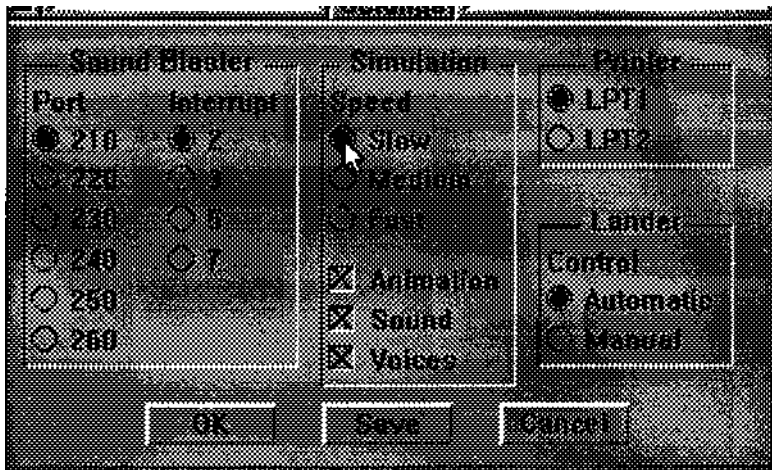 Sound Blaster
Port
Interrupt
210
2
220
3
230
5
240
7
250
260
Simulation
Speed
Slow
Medium
Fast
Animation
Sound
Voices
Printer
LPT1
LPT2
Lander
Control
Automatic
Manual
OK
Save
Cancel